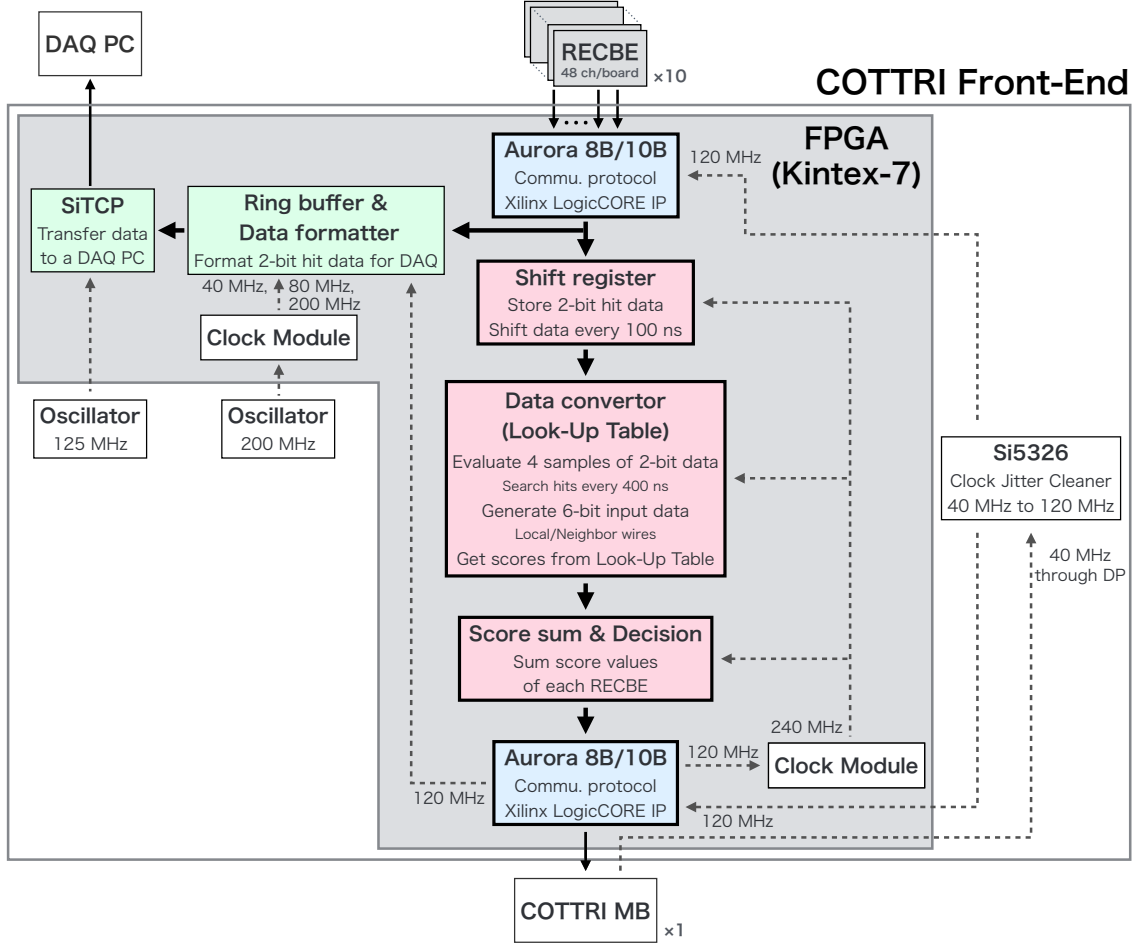 DAQ PC
RECBE
48 ch/board
×10
COTTRI Front-End
FPGA
(Kintex-7)
Aurora 8B/10B
Commu. protocol
Xilinx LogicCORE IP
120 MHz
SiTCP
Transfer data
to a DAQ PC
Ring buffer &
Data formatter
Format 2-bit hit data for DAQ
40 MHz,
80 MHz,
200 MHz
Clock Module
Oscillator
125 MHz
Oscillator
200 MHz
Shift register
Store 2-bit hit data
Shift data every 100 ns
Data convertor
(Look-Up Table)
Evaluate 4 samples of 2-bit data
Search hits every 400 ns
Generate 6-bit input data
Local/Neighbor wires
Get scores from Look-Up Table
Si5326
Clock Jitter Cleaner
40 MHz to 120 MHz
40 MHz
through DP
Score sum & Decision
Sum score values
of each RECBE
240 MHz
Clock Module
120 MHz
Aurora 8B/10B
Commu. protocol
Xilinx LogicCORE IP
120 MHz
120 MHz
COTTRI MB
×1